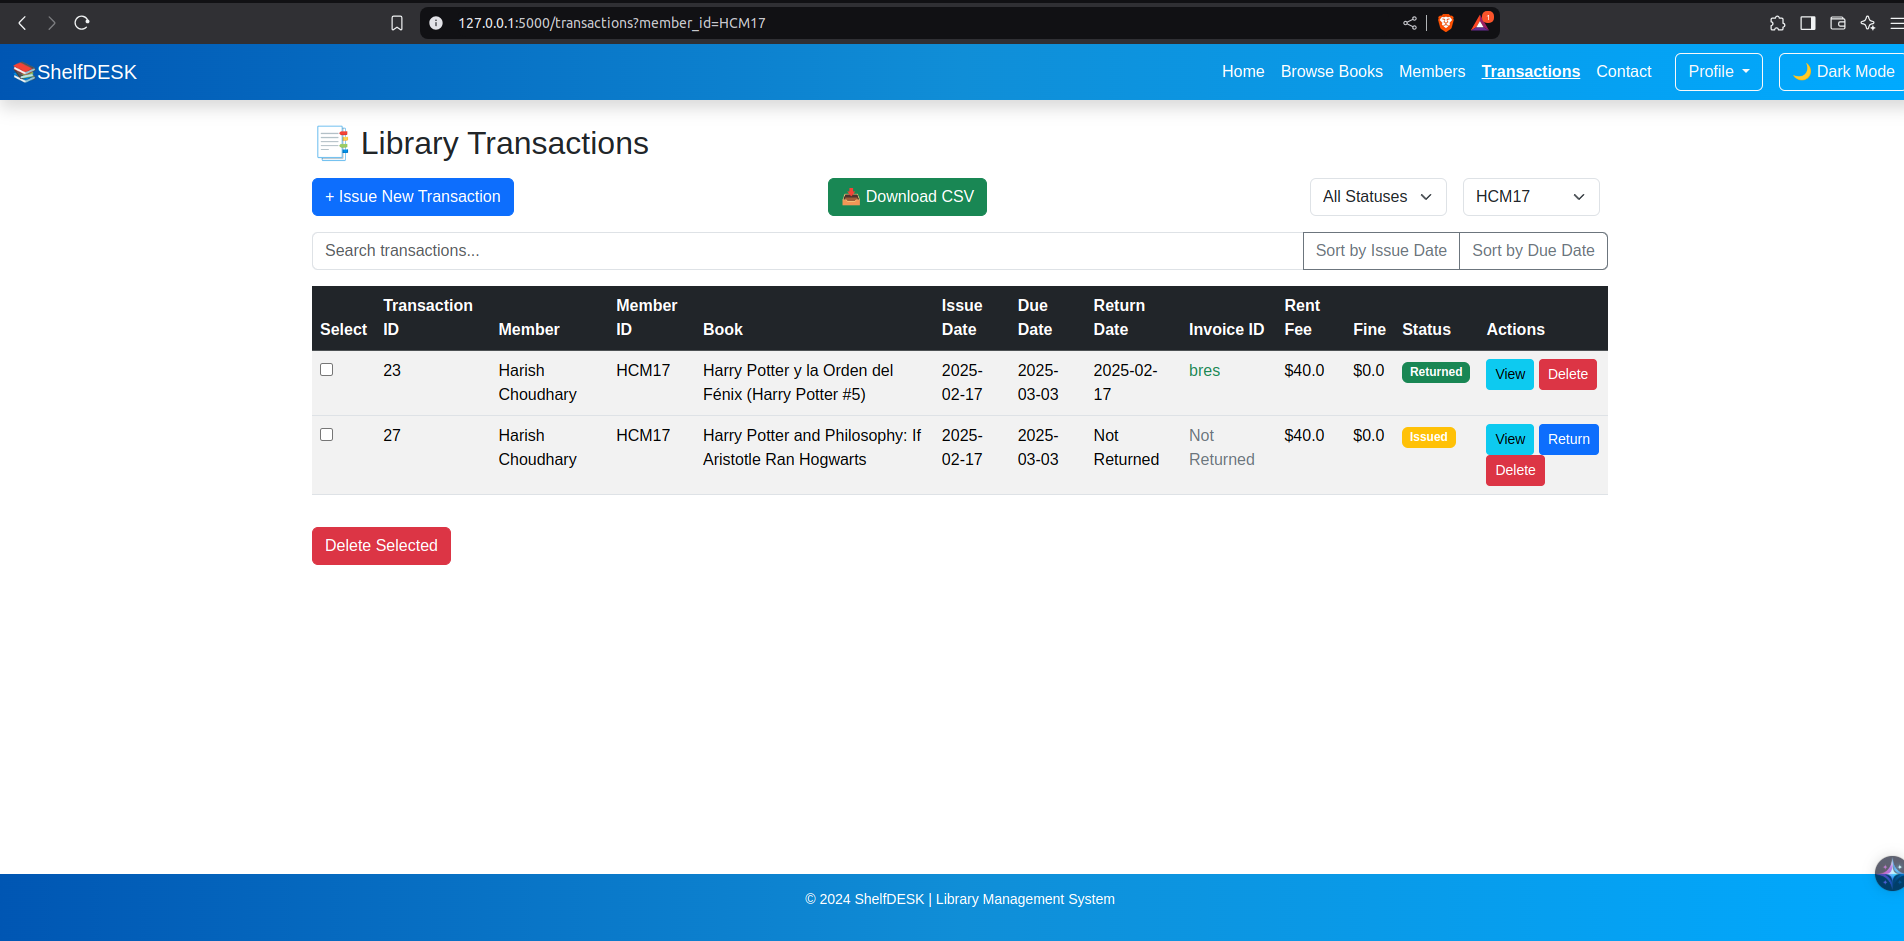 127.0.0.1:5000/transactions?member_id=HCM17
1
ShelfDESK
Home Browse Books Members Transactions Contact Profile Dark Mode
Library Transactions
+ Issue New Transaction
Download CSV
All Statuses
HCM17
Search transactions...
Sort by Issue Date
Sort by Due Date
Select Transaction ID Member Member ID Book Issue Date Due Date Return Date Invoice ID Rent Fee Fine Status Actions
23 Harish Choudhary HCM17 Harry Potter y la Orden del Fénix (Harry Potter #5) 2025-02-17 2025-03-03 2025-02-17 bres $40.0 $0.0 Returned View Delete
27 Harish Choudhary HCM17 Harry Potter and Philosophy: If Aristotle Ran Hogwarts 2025-02-17 2025-03-03 Not Returned Not Returned $40.0 $0.0 Issued View Return Delete
Delete Selected
© 2024 ShelfDESK | Library Management System